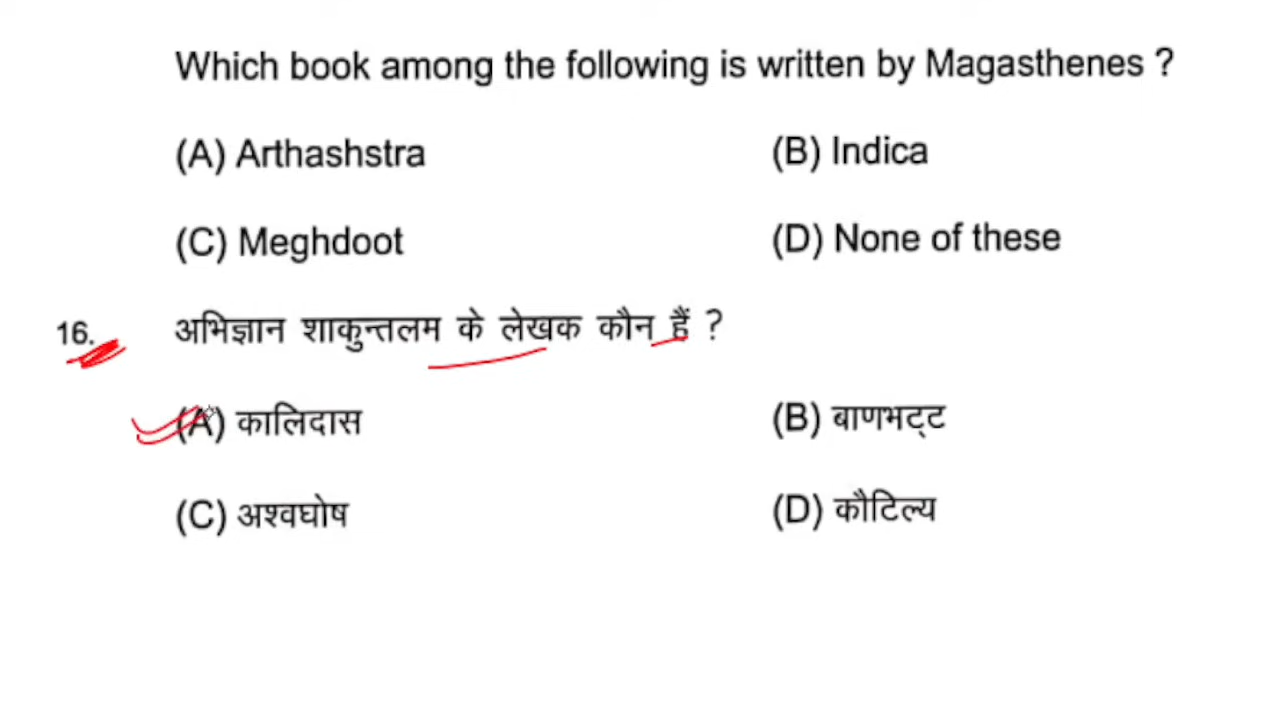 Which book among the following is written by Magasthenes ?
(A) Arthashstra (B) Indica
(C) Meghdoot (D) None of these
16. अभिज्ञान शाकुन्तलम के लेखक कौन हैं ?
(A) कालिदास (B) बाणभट्ट
(C) अश्वघोष (D) कौटिल्य